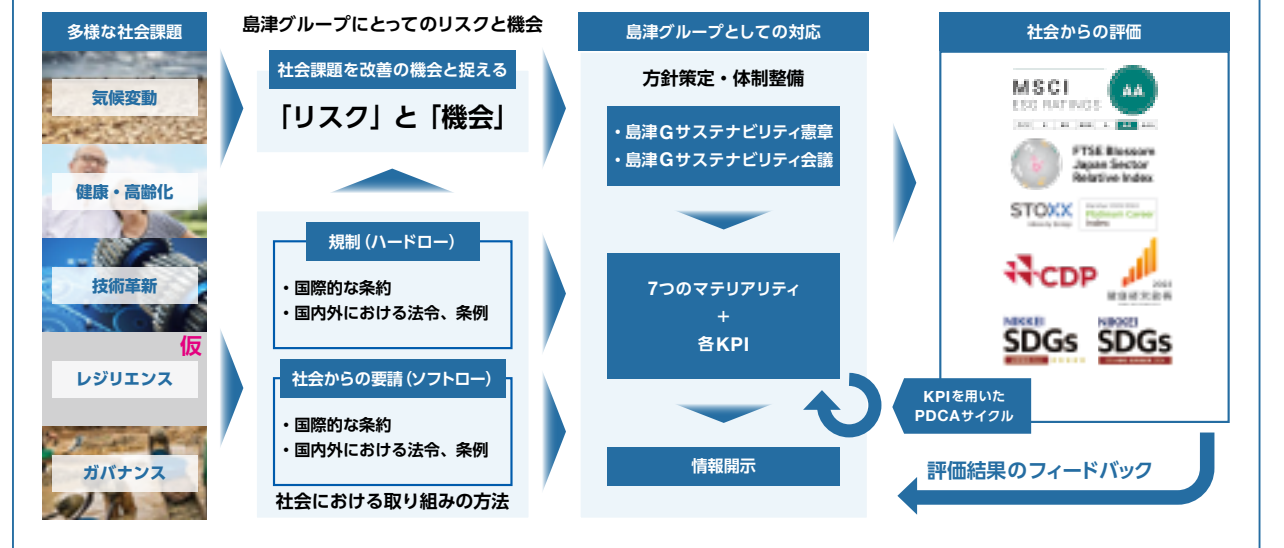 多様な社会課題
気候変動
健康・高齢化
技術革新
仮
レジリエンス
ガバナンス
島津グループにとってのリスクと機会
社会課題を改善の機会と捉える
「リスク」と「機会」
規制(ハードロー)
・国際的な条約
・国内外における法令、条例
社会からの要請(ソフトロー)
・国際的な条約
・国内外における法令、条例
社会における取り組みの方法
島津グループとしての対応
方針策定・体制整備
・島津Gサステナビリティ憲章
・島津Gサステナビリティ会議
7つのマテリアリティ
+
各KPI
情報開示
KPIを用いた
PDCAサイクル
社会からの評価
MSCI
ESG RATINGS
AA
FTSE Blossom
Japan Sector
Relative Index
STOXX
Platinum Career
Index
CDP
NIKKEI
SDGs
NIKKEI
SDGs
評価結果のフィードバック